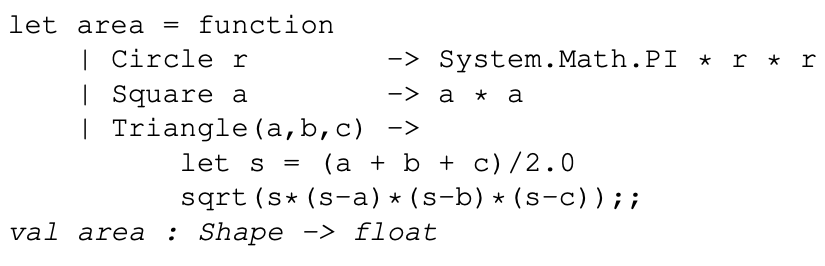 let area = function
    | Circle r        -> System.Math.PI * r * r
    | Square a        -> a * a
    | Triangle(a,b,c) ->
          let s = (a + b + c)/2.0
          sqrt(s*(s-a)*(s-b)*(s-c));;
val area : Shape -> float